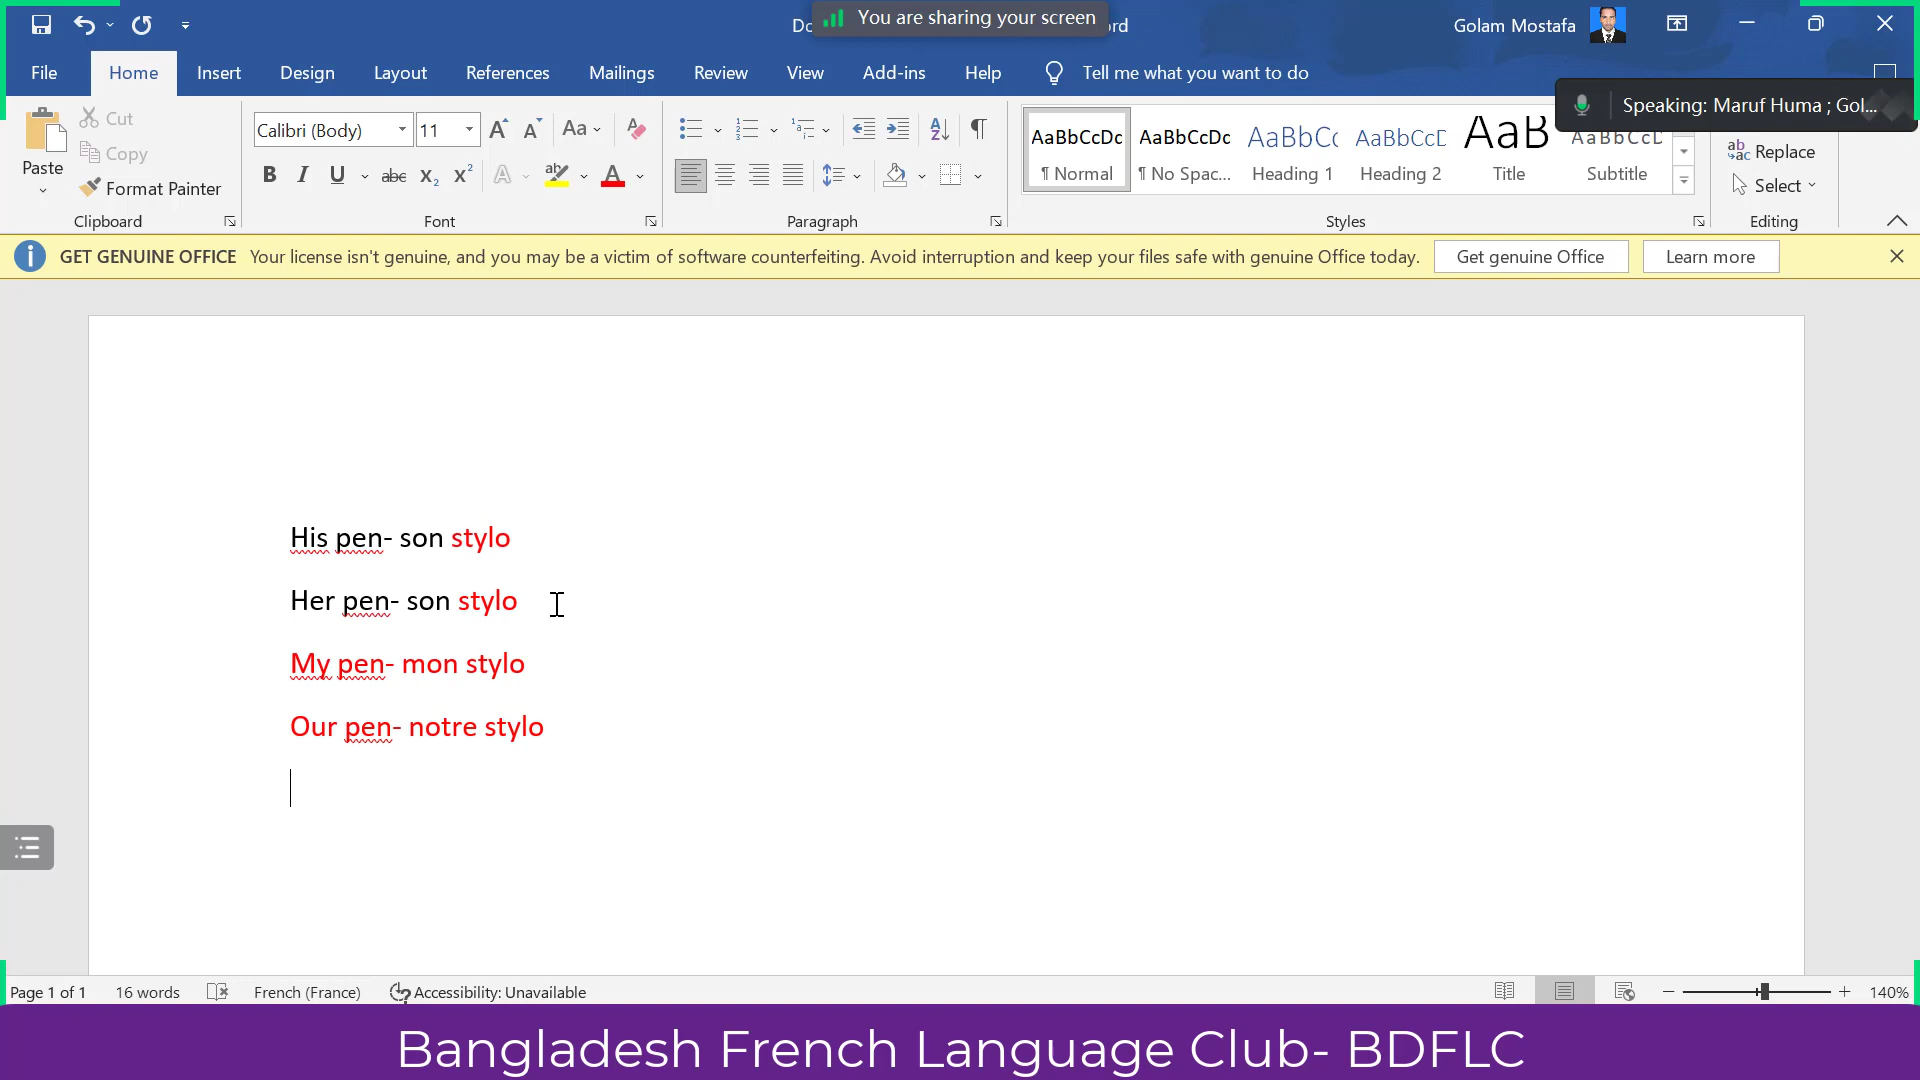 Do
You are sharing your screen
rd
Golam Mostafa
File
Home
Insert
Design
Layout
References
Mailings
Review
View
Add-ins
Help
Tell me what you want to do
Speaking: Maruf Huma ; Gol...
Paste
Cut
Copy
Format Painter
Clipboard
Calibri (Body)
11
Font
Paragraph
AaBbCcDc
¶ Normal
AaBbCcDc
¶ No Spac...
AaBbCc
Heading 1
AaBbCcD
Heading 2
AaB
Title
AaBbCcD
Subtitle
Styles
Replace
Select
Editing
GET GENUINE OFFICE Your license isn't genuine, and you may be a victim of software counterfeiting. Avoid interruption and keep your files safe with genuine Office today.
Get genuine Office
Learn more
His pen- son stylo
Her pen- son stylo
My pen- mon stylo
Our pen- notre stylo
Page 1 of 1
16 words
French (France)
Accessibility: Unavailable
140%
Bangladesh French Language Club- BDFLC